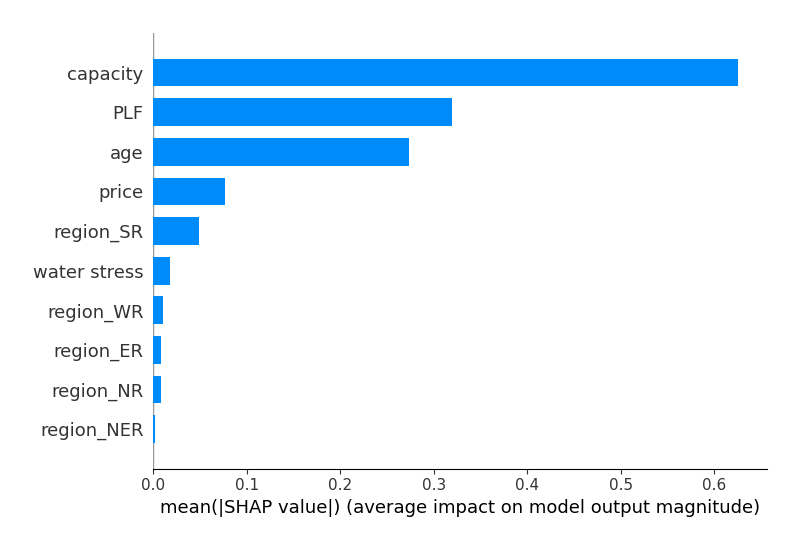 capacity
PLF
age
price
region_SR
water stress
region_WR
region_ER
region_NR
region_NER
0.0 0.1 0.2 0.3 0.4 0.5 0.6
mean(|SHAP value|) (average impact on model output magnitude)